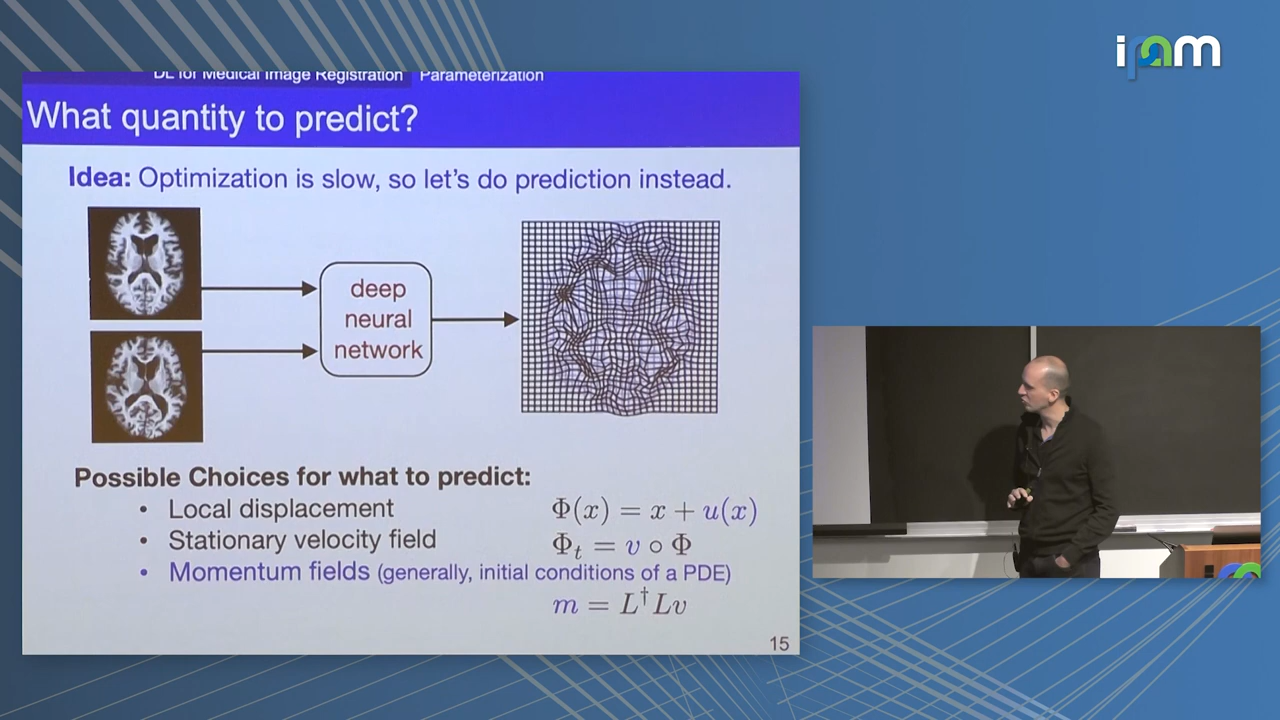 ipam
DL for Medical Image Registration Parameterization
What quantity to predict?
Idea: Optimization is slow, so let's do prediction instead.
deep
neural
network
Possible Choices for what to predict:
• Local displacement Φ(x) = x + u(x)
• Stationary velocity field Φₜ = v ∘ Φ
• Momentum fields (generally, initial conditions of a PDE)
m = L†Lv
15